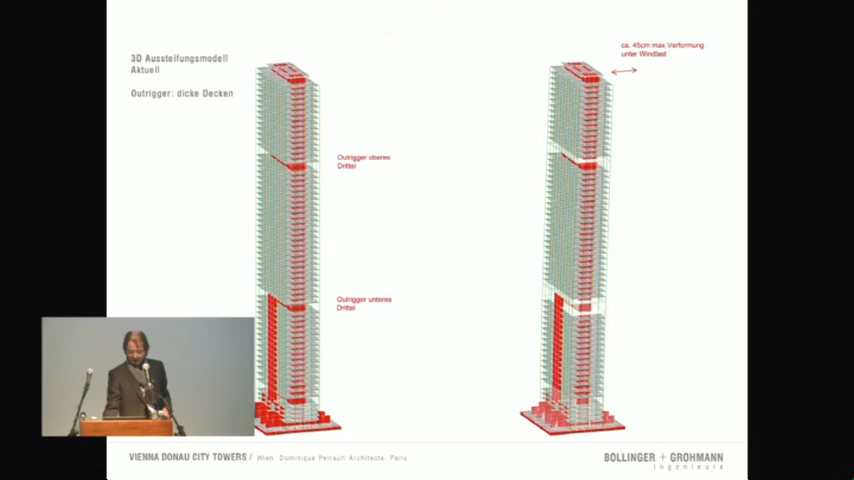 3D Aussteifungsmodell
Aktuell
Outrigger: dicke Decken
ca. 45cm max Verformung
unter Windlast
Outrigger oberes
Drittel
Outrigger unteres
Drittel
VIENNA DONAU CITY TOWERS / Wien Dominique Perrault Architecte, Paris
BOLLINGER + GROHMANN
Ingenieure